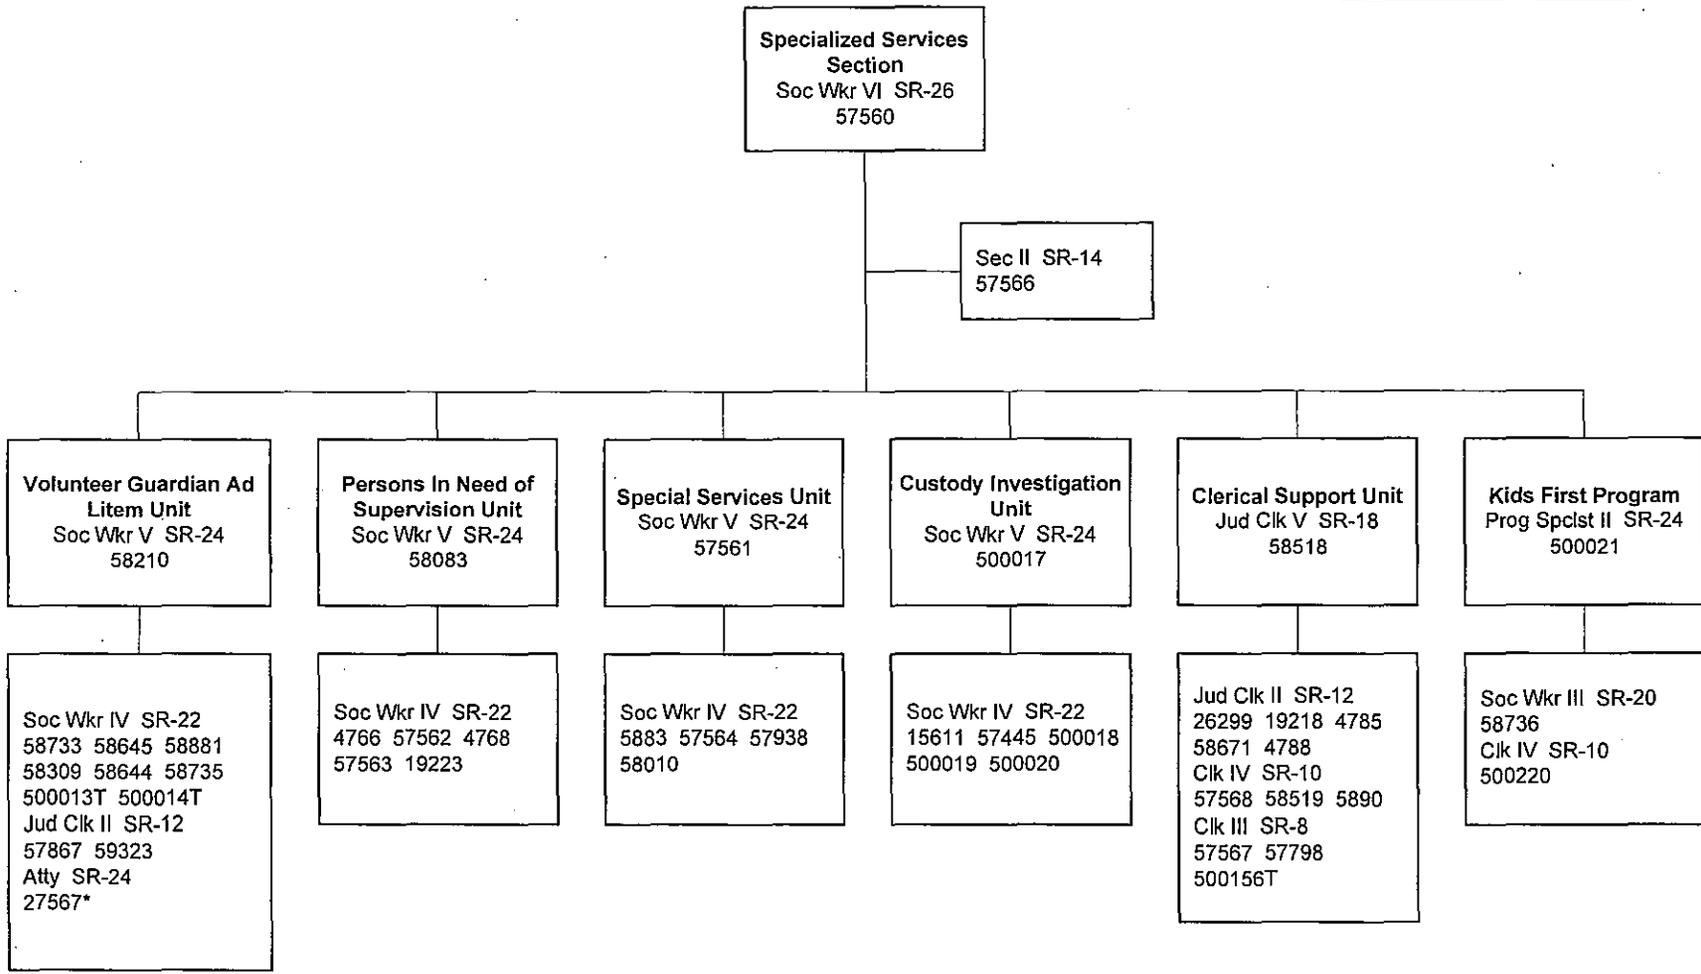 Specialized Services
Section
Soc Wkr VI SR-26
57560
Sec II SR-14
57566
Volunteer Guardian Ad
Litem Unit
Soc Wkr V SR-24
58210
Persons In Need of
Supervision Unit
Soc Wkr V SR-24
58083
Special Services Unit
Soc Wkr V SR-24
57561
Custody Investigation
Unit
Soc Wkr V SR-24
500017
Clerical Support Unit
Jud Clk V SR-18
58518
Kids First Program
Prog Spclst II SR-24
500021
Soc Wkr IV SR-22
58733 58645 58881
58309 58644 58735
500013T 500014T
Jud Clk II SR-12
57867 59323
Atty SR-24
27567*
Soc Wkr IV SR-22
4766 57562 4768
57563 19223
Soc Wkr IV SR-22
5883 57564 57938
58010
Soc Wkr IV SR-22
15611 57445 500018
500019 500020
Jud Clk II SR-12
26299 19218 4785
58671 4788
Clk IV SR-10
57568 58519 5890
Clk III SR-8
57567 57798
500156T
Soc Wkr III SR-20
58736
Clk IV SR-10
500220